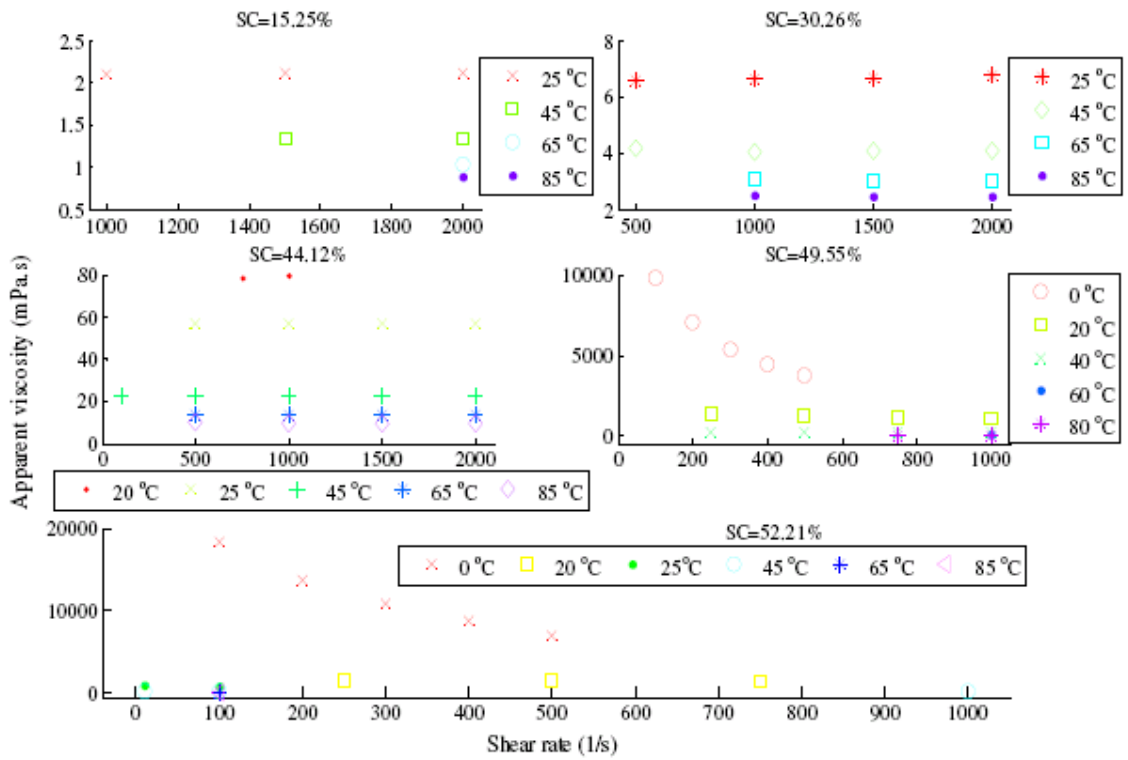 SC=15.25%
2.5
2
1.5
1
0.5
1000 1200 1400 1600 1800 2000
25 °C
45 °C
65 °C
85 °C
SC=30.26%
8
6
4
2
500 1000 1500 2000
25 °C
45 °C
65 °C
85 °C
Apparent viscosity (mPa.s)
SC=44.12%
80
60
40
20
0
0 500 1000 1500 2000
20 °C 25 °C 45 °C 65 °C 85 °C
SC=49.55%
10000
5000
0
0 200 400 600 800 1000
0 °C
20 °C
40 °C
60 °C
80 °C
SC=52.21%
0 °C 20 °C 25°C 45 °C 65 °C 85 °C
20000
10000
0
0 100 200 300 400 500 600 700 800 900 1000
Shear rate (1/s)